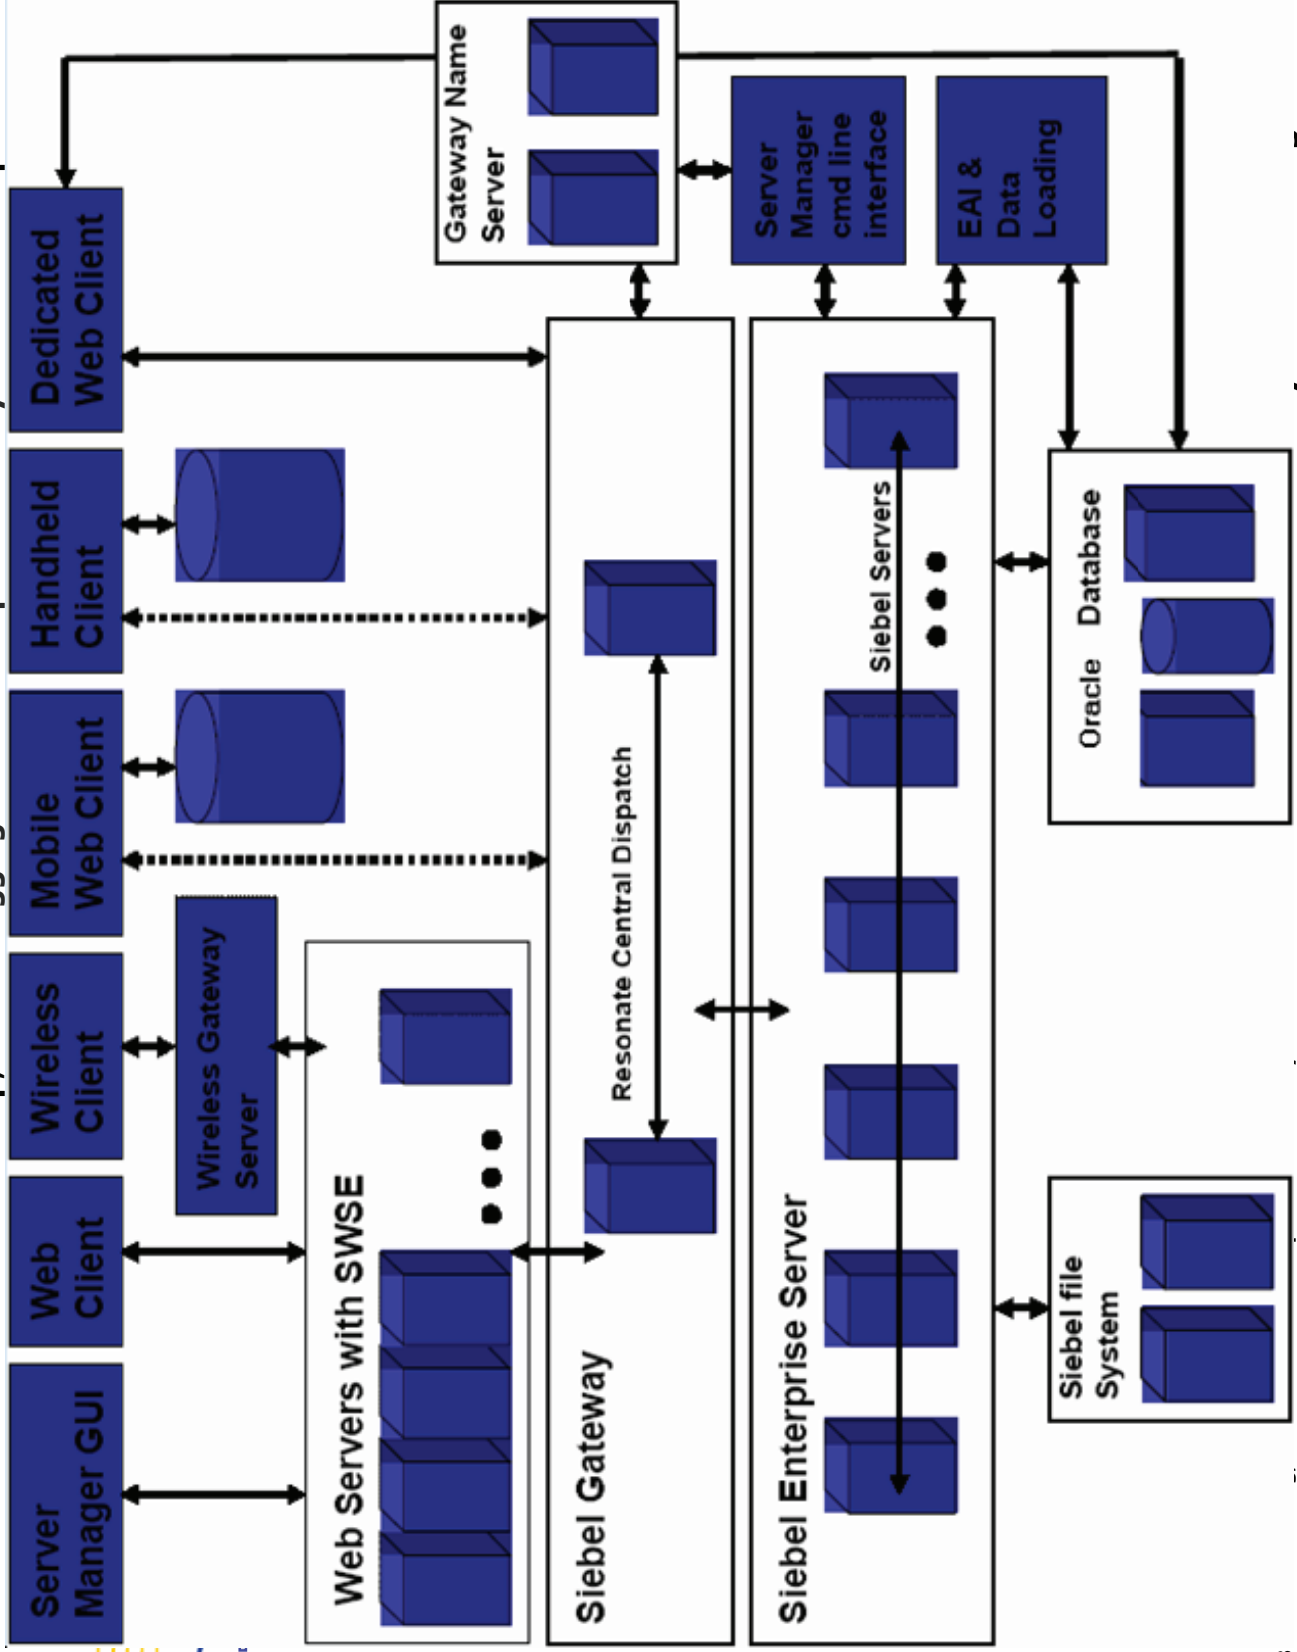 Server
Manager GUI
Web
Client
Wireless
Client
Mobile
Web Client
Handheld
Client
Dedicated
Web Client
Wireless Gateway
Server
Web Servers with SWSE
Gateway Name
Server
Siebel Gateway
Resonate Central Dispatch
Server
Manager
cmd line
interface
Siebel Enterprise Server
Siebel Servers
EAI &
Data
Loading
Siebel file
System
Oracle Database